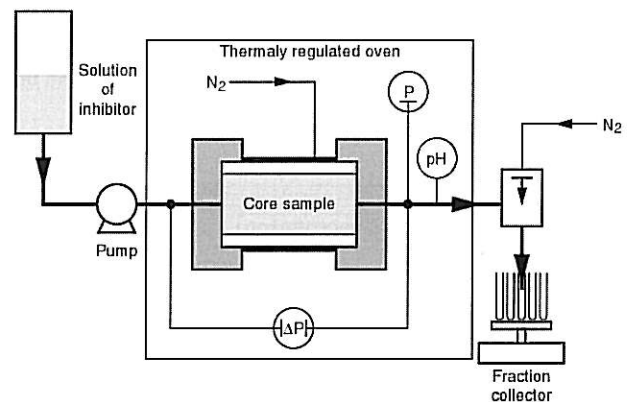 Thermaly regulated oven
Solution
of
inhibitor
N2
P
N2
pH
Core sample
Pump
|ΔP|
Fraction
collector